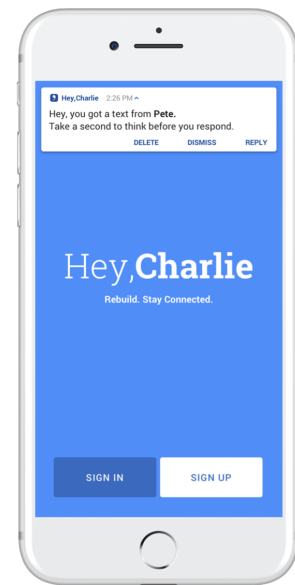 Hey,Charlie 2:26 PM
Hey, you got a text from Pete.
Take a second to think before you respond.
DELETE DISMISS REPLY
Hey,Charlie
Rebuild. Stay Connected.
SIGN IN SIGN UP